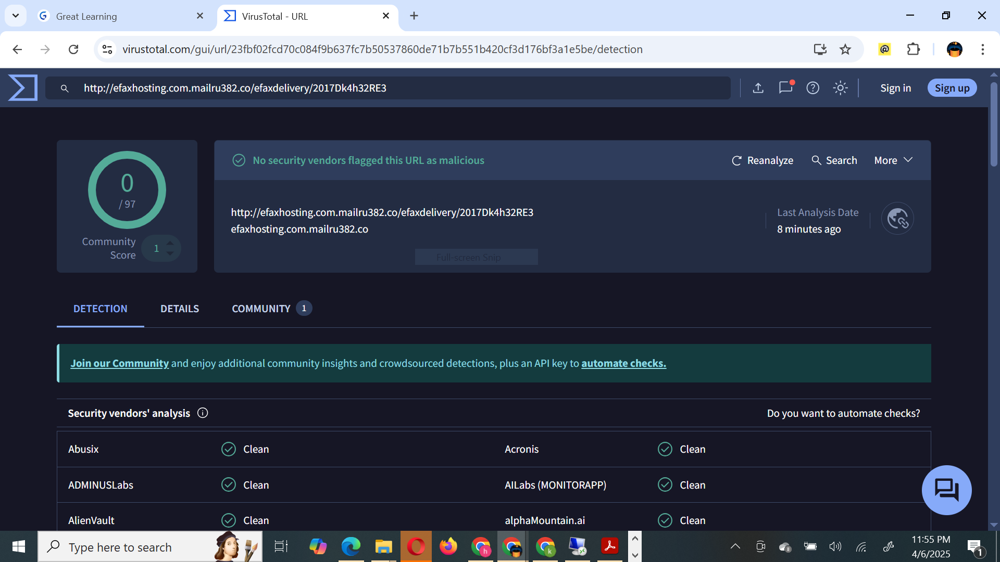 Great Learning
VirusTotal - URL
virustotal.com/gui/url/23fbf02fcd70c084f9b637fc7b50537860de71b7b551b420cf3d176bf3a1e5be/detection
http://efaxhosting.com.mailru382.co/efaxdelivery/2017Dk4h32RE3
Sign in
Sign up
0
/ 97
Community
Score
1
No security vendors flagged this URL as malicious
Reanalyze
Search
More
http://efaxhosting.com.mailru382.co/efaxdelivery/2017Dk4h32RE3
efaxhosting.com.mailru382.co
Last Analysis Date
8 minutes ago
Full-screen Snip
DETECTION
DETAILS
COMMUNITY 1
Join our Community and enjoy additional community insights and crowdsourced detections, plus an API key to automate checks.
Security vendors' analysis
Do you want to automate checks?
Abusix Clean Acronis Clean
ADMINUSLabs Clean AILabs (MONITORAPP) Clean
AlienVault Clean alphaMountain.ai Clean
Type here to search
h
k
11:55 PM
4/6/2025
1